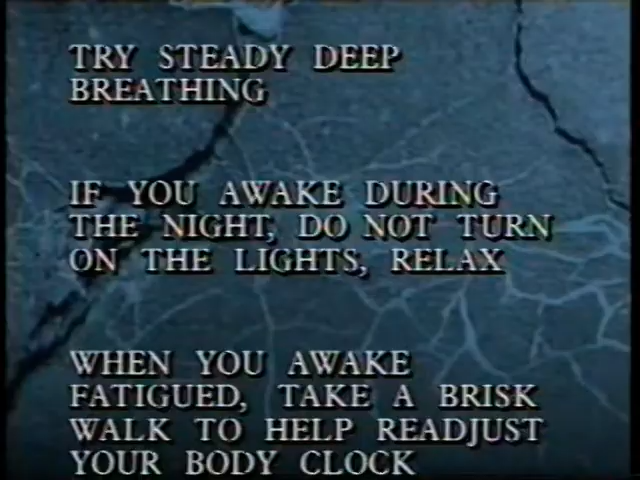 TRY STEADY DEEP
BREATHING
IF YOU AWAKE DURING
THE NIGHT, DO NOT TURN
ON THE LIGHTS, RELAX
WHEN YOU AWAKE
FATIGUED, TAKE A BRISK
WALK TO HELP READJUST
YOUR BODY CLOCK